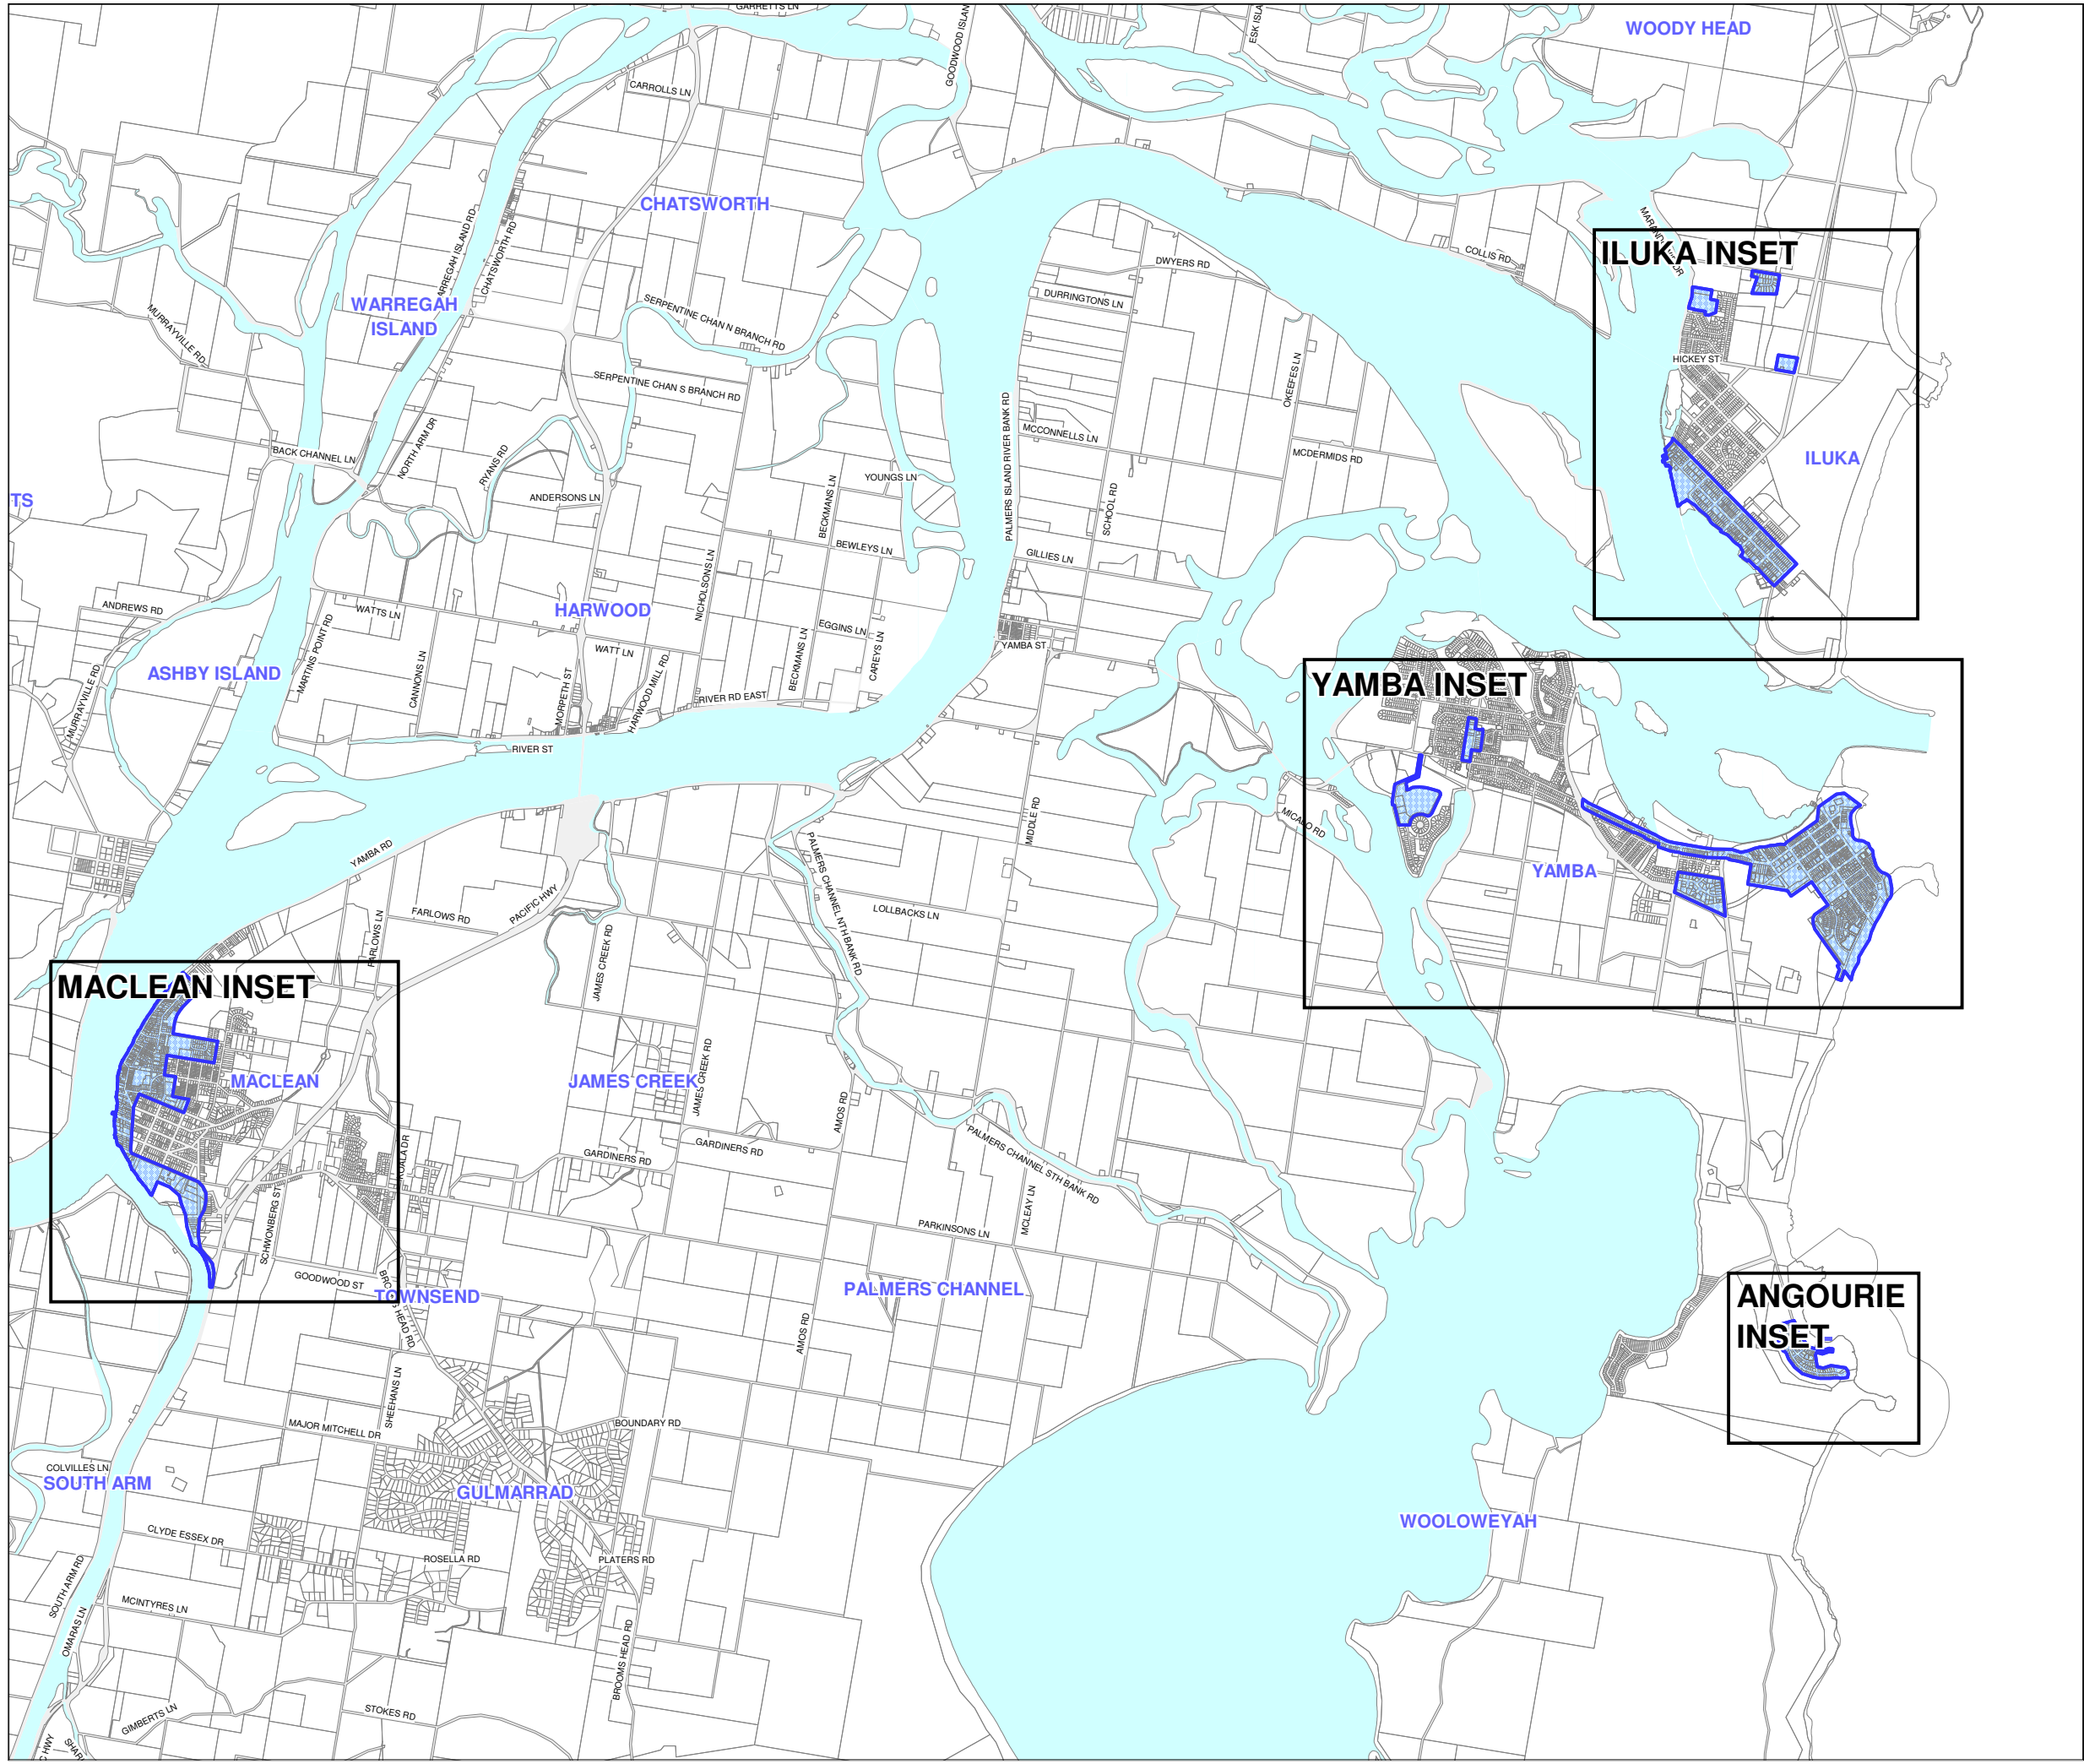 GARRETTS LN
GOODWOOD ISLAN
ESK ISLA
WOODY HEAD
CARROLLS LN
CHATSWORTH
WARREGAH ISLAND RD
CHATSWORTH RD
COLLIS RD
ILUKA INSET
DWYERS RD
DURRINGTONS LN
WARREGAH
ISLAND
SERPENTINE CHAN N BRANCH RD
MURRAYVILLE RD
HICKEY ST
SERPENTINE CHAN S BRANCH RD
OKEEFES LN
PALMERS ISLAND RIVER BANK RD
MCCONNELLS LN
NORTH ARM DR
BACK CHANNEL LN
RYANS RD
MCDERMIDS RD
ILUKA
YOUNGS LN
TS
ANDERSONS LN
BECKMANS LN
SCHOOL RD
BEWLEYS LN
GILLIES LN
NICHOLSONS LN
ANDREWS RD
WATTS LN
HARWOOD
EGGINS LN
MARTINS POINT RD
WATT LN
YAMBA ST
CAREYS LN
BECKMANS LN
ASHBY ISLAND
CANNONS LN
HARWOOD MILL RD
MURRAYVILLE RD
MORPETH ST
RIVER RD EAST
YAMBA INSET
RIVER ST
MIDDLE RD
MICALO RD
YAMBA RD
PALMERS CHANNEL NTH BANK RD
YAMBA
PACIFIC HWY
FARLOWS RD
LOLLBACKS LN
FARLOWS LN
JAMES CREEK RD
MACLEAN INSET
MACLEAN
JAMES CREEK
JAMES CREEK RD
AMOS RD
GARDINERS RD
GARDINERS RD
PALMERS CHANNEL STH BANK RD
KOALA DR
SCHWONBERG ST
MCLEAY LN
PARKINSONS LN
GOODWOOD ST
TOWNSEND
PALMERS CHANNEL
ANGOURIE
INSET
AMOS RD
SHEEHANS LN
MAJOR MITCHELL DR
BOUNDARY RD
COLVILLES LN
SOUTH ARM
GULMARRAD
WOOLOWEYAH
CLYDE ESSEX DR
ROSELLA RD
PLATERS RD
SOUTH ARM RD
MCINTYRES LN
OMARAS LN
BROOMS HEAD RD
GIMBERTS LN
STOKES RD
C HWY
SHAR